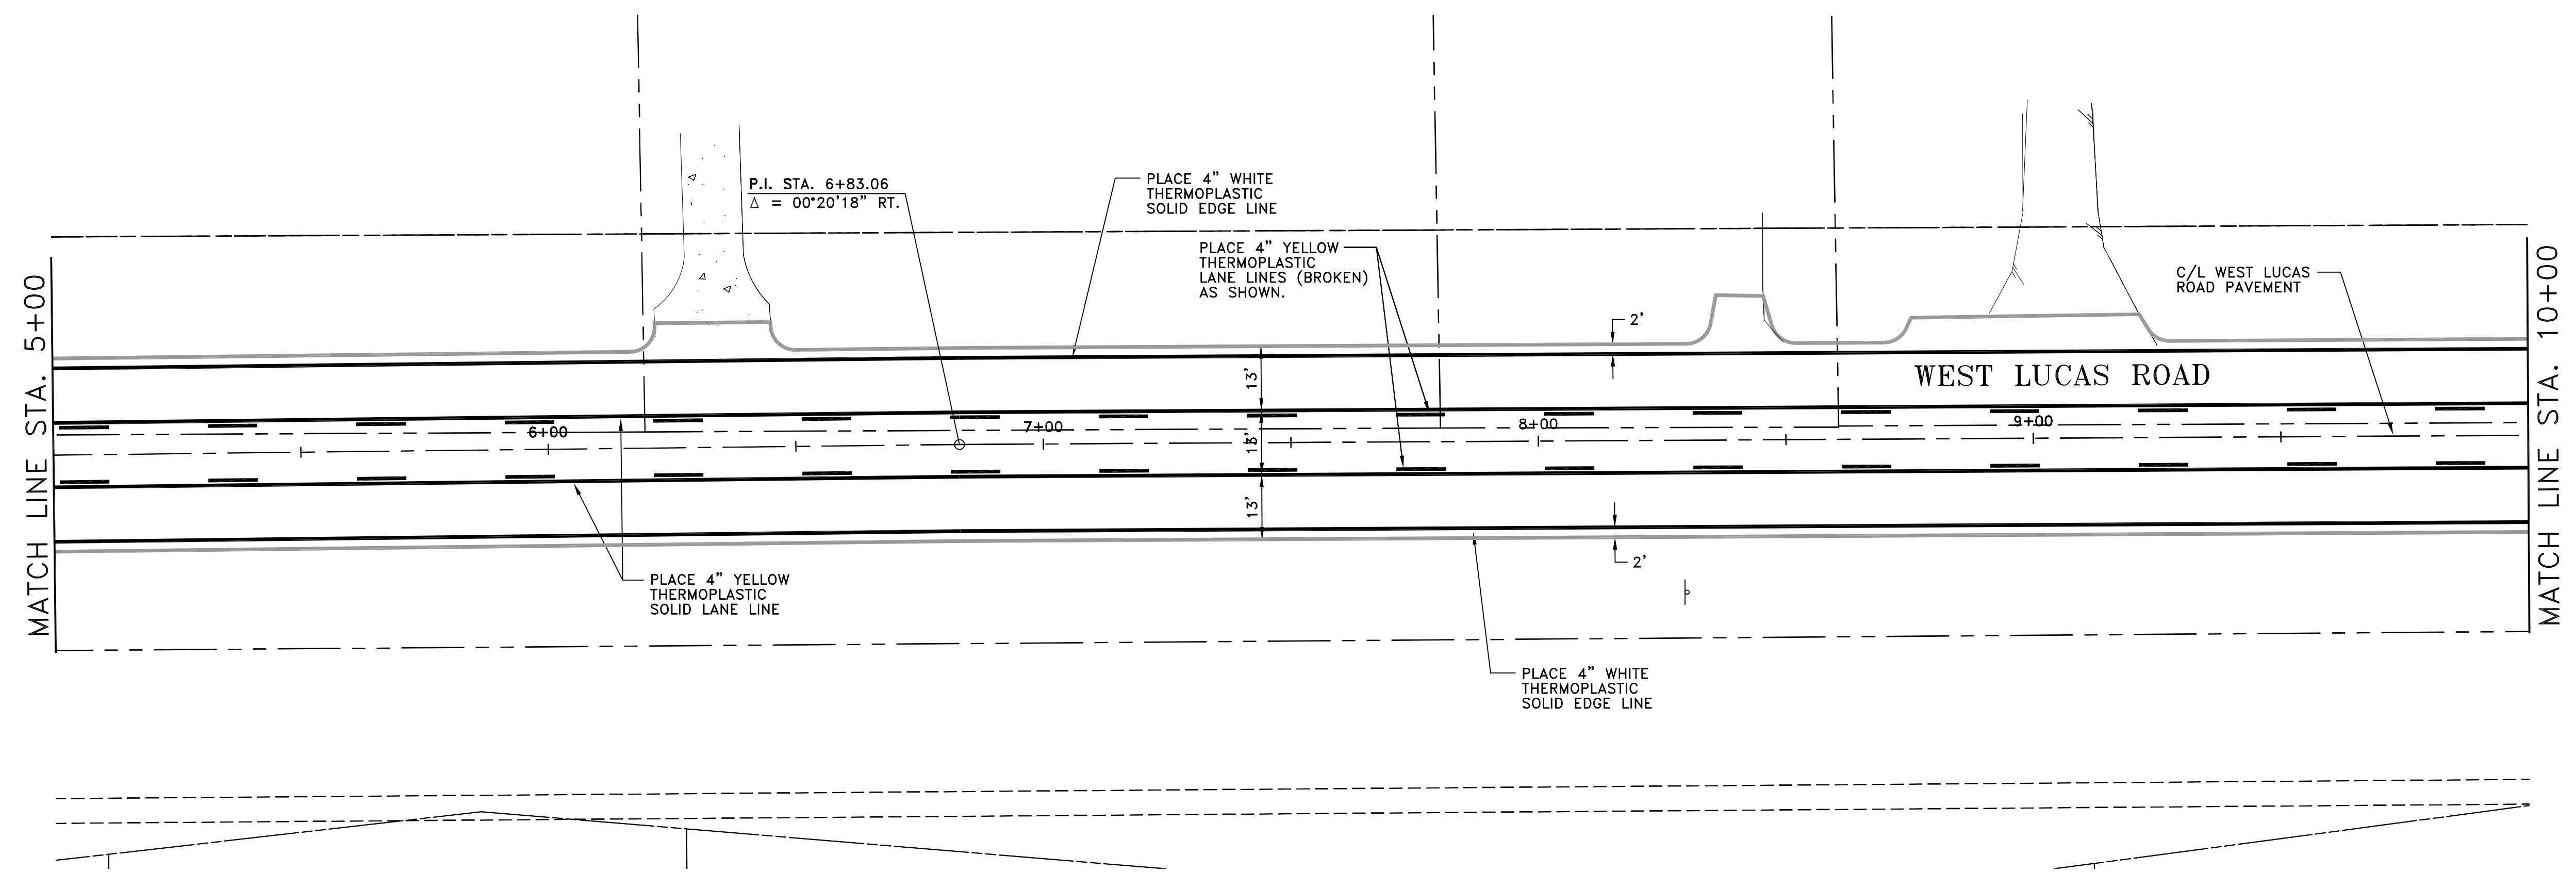 P.I. STA. 6+83.06
Δ = 00°20'18" RT.
PLACE 4" WHITE
THERMOPLASTIC
SOLID EDGE LINE
PLACE 4" YELLOW
THERMOPLASTIC
LANE LINES (BROKEN)
AS SHOWN.
C/L WEST LUCAS
ROAD PAVEMENT
MATCH LINE STA. 5+00
MATCH LINE STA. 10+00
2'
WEST LUCAS ROAD
13'
6+00
7+00
8+00
9+00
13'
13'
2'
PLACE 4" YELLOW
THERMOPLASTIC
SOLID LANE LINE
PLACE 4" WHITE
THERMOPLASTIC
SOLID EDGE LINE